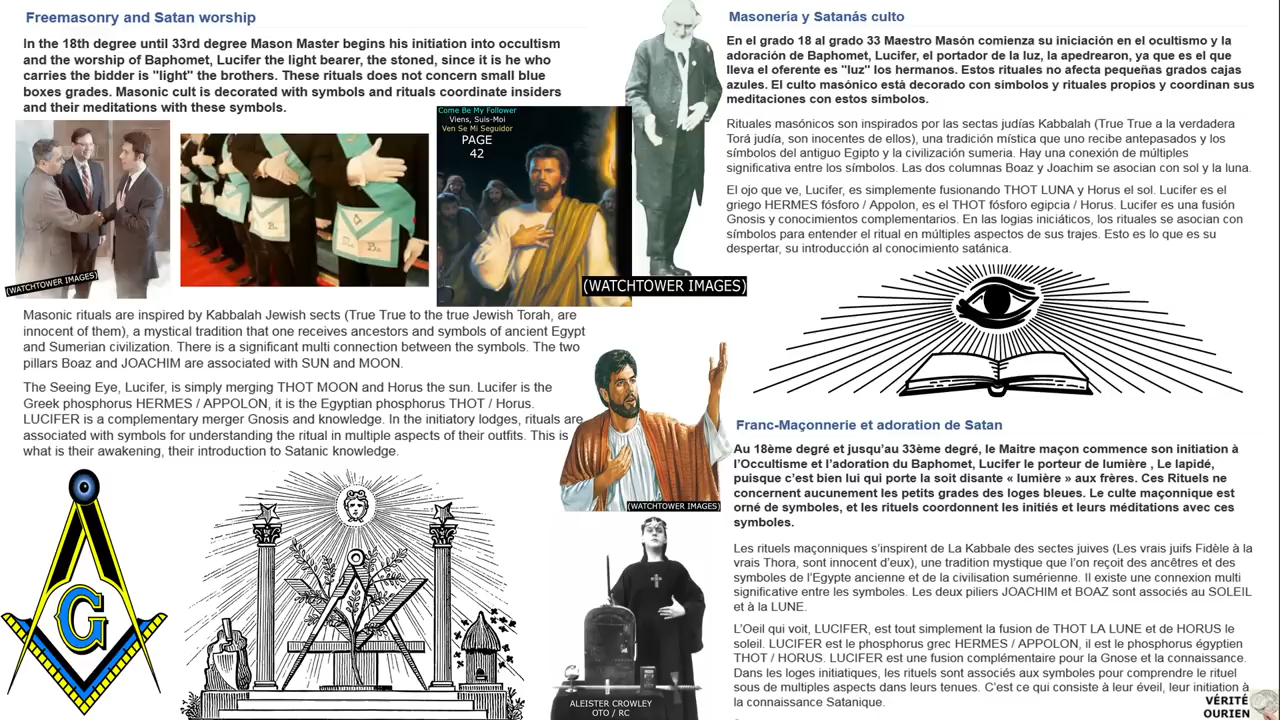 Freemasonry and Satan worship
In the 18th degree until 33rd degree Mason Master begins his initiation into occultism
and the worship of Baphomet, Lucifer the light bearer, the stoned, since it is he who
carries the bidder is "light" the brothers. These rituals does not concern small blue
boxes grades. Masonic cult is decorated with symbols and rituals coordinate insiders
and their meditations with these symbols.
(WATCHTOWER IMAGES)
Come Be My Follower
Viens, Suis-Moi
Ven Se Mi Seguidor
PAGE
42
(WATCHTOWER IMAGES)
Masonic rituals are inspired by Kabbalah Jewish sects (True True to the true Jewish Torah, are
innocent of them), a mystical tradition that one receives ancestors and symbols of ancient Egypt
and Sumerian civilization. There is a significant multi connection between the symbols. The two
pillars Boaz and JOACHIM are associated with SUN and MOON.
The Seeing Eye, Lucifer, is simply merging THOT MOON and Horus the sun. Lucifer is the
Greek phosphorus HERMES / APPOLON, it is the Egyptian phosphorus THOT / Horus.
LUCIFER is a complementary merger Gnosis and knowledge. In the initiatory lodges, rituals are
associated with symbols for understanding the ritual in multiple aspects of their outfits. This is
what is their awakening, their introduction to Satanic knowledge.
(WATCHTOWER IMAGES)
G
ALEISTER CROWLEY
OTO / RC
Masonería y Satanás culto
En el grado 18 al grado 33 Maestro Masón comienza su iniciación en el ocultismo y la
adoración de Baphomet, Lucifer, el portador de la luz, la apedrearon, ya que es el que
lleva el oferente es "luz" los hermanos. Estos rituales no afecta pequeñas grados cajas
azules. El culto masónico está decorado con símbolos y rituales propios y coordinan sus
meditaciones con estos símbolos.
Rituales masónicos son inspirados por las sectas judías Kabbalah (True True a la verdadera
Torá judía, son inocentes de ellos), una tradición mística que uno recibe antepasados y los
símbolos del antiguo Egipto y la civilización sumeria. Hay una conexión de múltiples
significativa entre los símbolos. Las dos columnas Boaz y Joachim se asocian con sol y la luna.
El ojo que ve, Lucifer, es simplemente fusionando THOT LUNA y Horus el sol. Lucifer es el
griego HERMES fósforo / Appolon, es el THOT fósforo egipcia / Horus. Lucifer es una fusión
Gnosis y conocimientos complementarios. En las logias iniciáticos, los rituales se asocian con
símbolos para entender el ritual en múltiples aspectos de sus trajes. Esto es lo que es su
despertar, su introducción al conocimiento satánica.
Franc-Maçonnerie et adoration de Satan
Au 18ème degré et jusqu'au 33ème degré, le Maitre maçon commence son initiation à
l'Occultisme et l'adoration du Baphomet, Lucifer le porteur de lumière , Le lapidé,
puisque c'est bien lui qui porte la soit disante « lumière » aux frères. Ces Rituels ne
concernent aucunement les petits grades des loges bleues. Le culte maçonnique est
orné de symboles, et les rituels coordonnent les initiés et leurs méditations avec ces
symboles.
Les rituels maçonniques s'inspirent de La Kabbale des sectes juives (Les vrais juifs Fidèle à la
vrais Thora, sont innocent d'eux), une tradition mystique que l'on reçoit des ancêtres et des
symboles de l'Egypte ancienne et de la civilisation sumérienne. Il existe une connexion multi
significative entre les symboles. Les deux piliers JOACHIM et BOAZ sont associés au SOLEIL
et à la LUNE.
L'Oeil qui voit, LUCIFER, est tout simplement la fusion de THOT LA LUNE et de HORUS le
soleil. LUCIFER est le phosphorus grec HERMES / APPOLON, il est le phosphorus égyptien
THOT / HORUS. LUCIFER est une fusion complémentaire pour la Gnose et la connaissance.
Dans les loges initiatiques, les rituels sont associés aux symboles pour comprendre le rituel
sous de multiples aspects dans leurs tenues. C'est ce qui consiste à leur éveil, leur initiation à
la connaissance Satanique.
VÉRITÉ
OURIEN